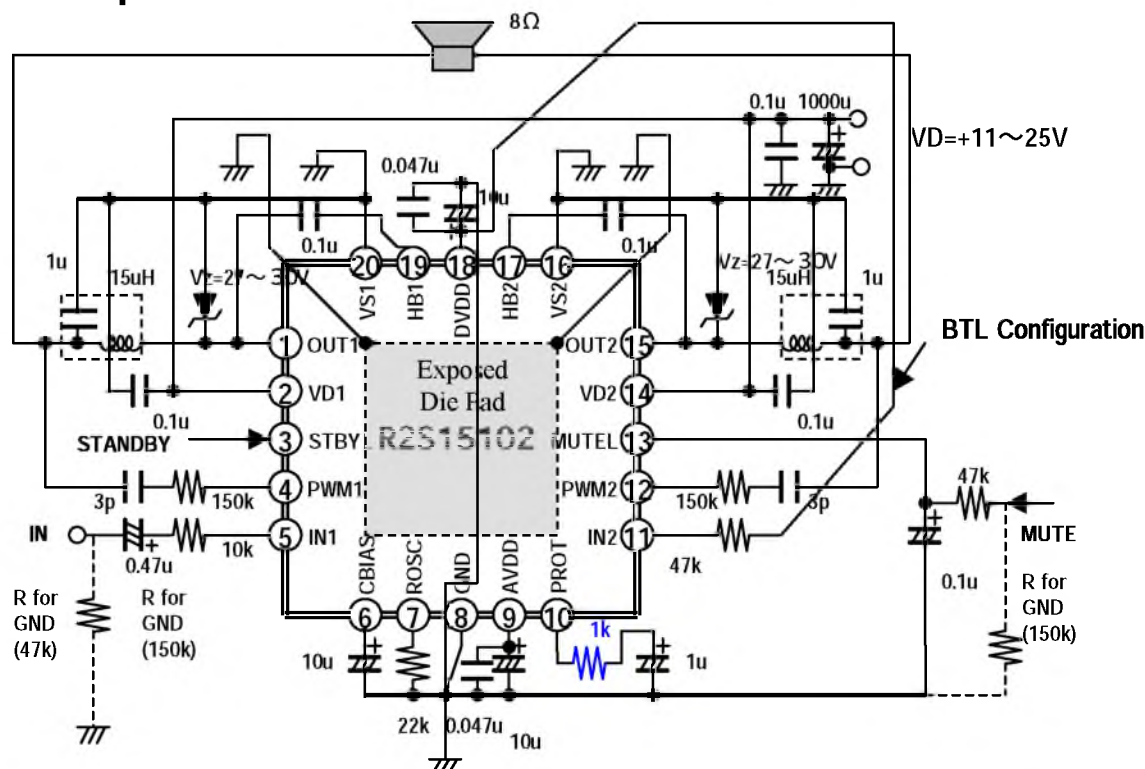 8Ω
0.1u 1000u
VD=+11～25V
0.047u
10u
0.1u
0.1u
1u
15uH
Vz=27～30V
Vz=27～30V
15uH
1u
20 19 18 17 16
VS1 HB1 DVDD HB2 VS2
BTL Configuration
1 OUT1
OUT2 15
Exposed
Die Pad
2 VD1
VD2 14
0.1u
0.1u
R2S15102
STANDBY
3 STBYL
MUTEL 13
4 PWM1
PWM2 12
3p 150k
150k 3p
47k
IN
5 IN1
IN2 11
MUTE
0.47u 10k
47k
0.1u
CBIAS ROSC GND AVDD PROT
6 7 8 9 10
R for
GND
(47k)
R for
GND
(150k)
R for
GND
(150k)
1k
10u
1u
22k 0.047u 10u